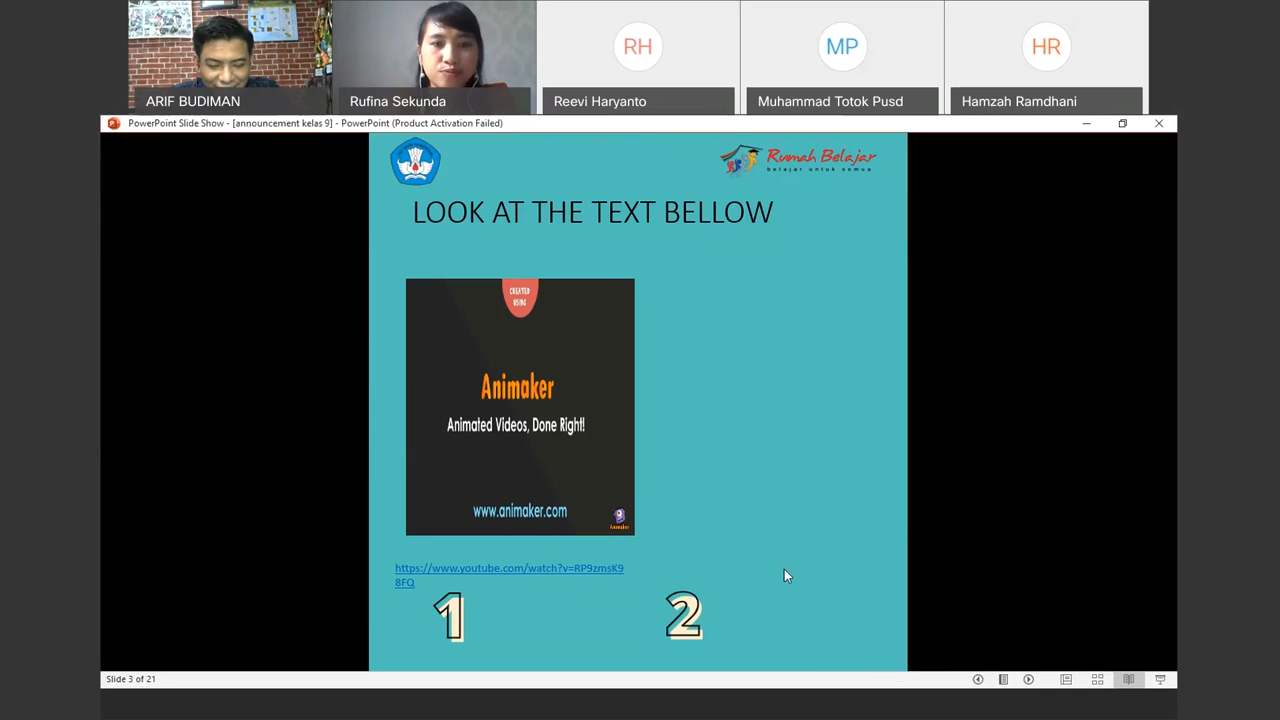 RH
MP
HR
ARIF BUDIMAN
Rufina Sekunda
Reevi Haryanto
Muhammad Totok Pusd
Hamzah Ramdhani
PowerPoint Slide Show - [announcement kelas 9] - PowerPoint (Product Activation Failed)
Rumah Belajar
belajar untuk semua
LOOK AT THE TEXT BELLOW
CREATED
USING
Animaker
Animated Videos, Done Right!
www.animaker.com
Animaker
https://www.youtube.com/watch?v=RP9zmsK9
8FQ
1
2
Slide 3 of 21